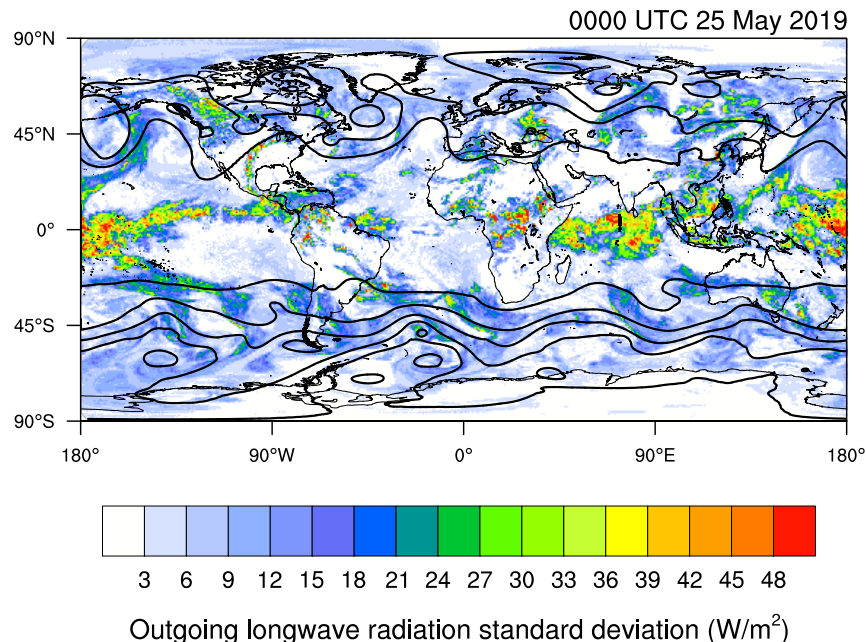 0000 UTC 25 May 2019
90°N
45°N
0°
45°S
90°S
180° 90°W 0° 90°E 180°
3 6 9 12 15 18 21 24 27 30 33 36 39 42 45 48
Outgoing longwave radiation standard deviation (W/m²)